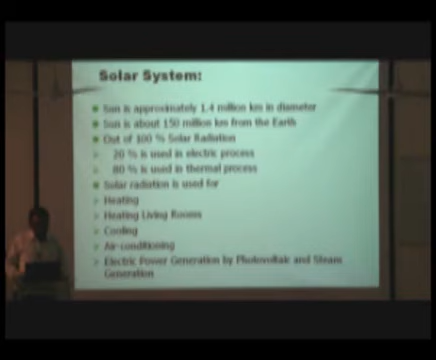 Solar System:
Sun is approximately 1.4 million km in diameter
Sun is about 150 million km from the Earth
Out of 100 % Solar Radiation
20 % is used in electric process
80 % is used in thermal process
Solar radiation is used for
Heating
Heating Living Rooms
Cooling
Air-conditioning
Electric Power Generation by Photovoltaic and Steam
Generation